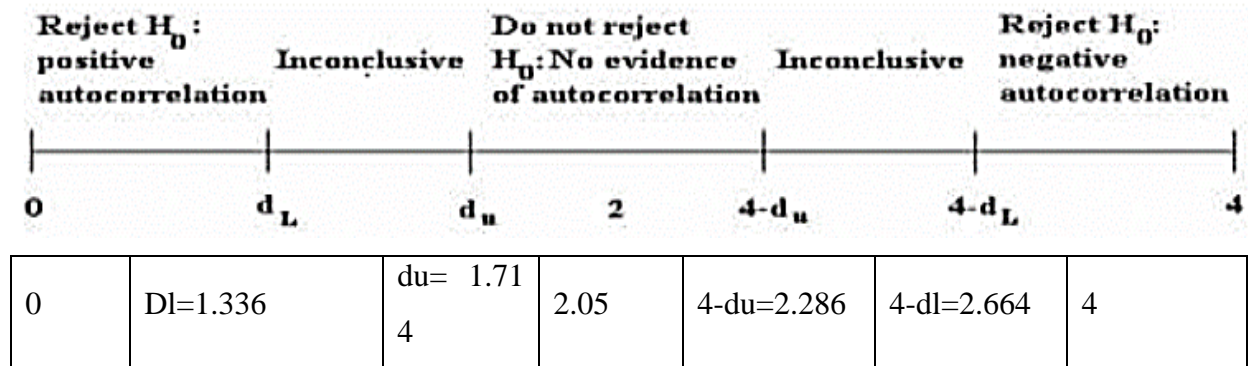 Reject H0:
positive
autocorrelation
Inconclusive
Do not reject
H0: No evidence
of autocorrelation
Inconclusive
Reject H0:
negative
autocorrelation
0 dL du 2 4-du 4-dL 4
0 Dl=1.336 du= 1.71
4 2.05 4-du=2.286 4-dl=2.664 4